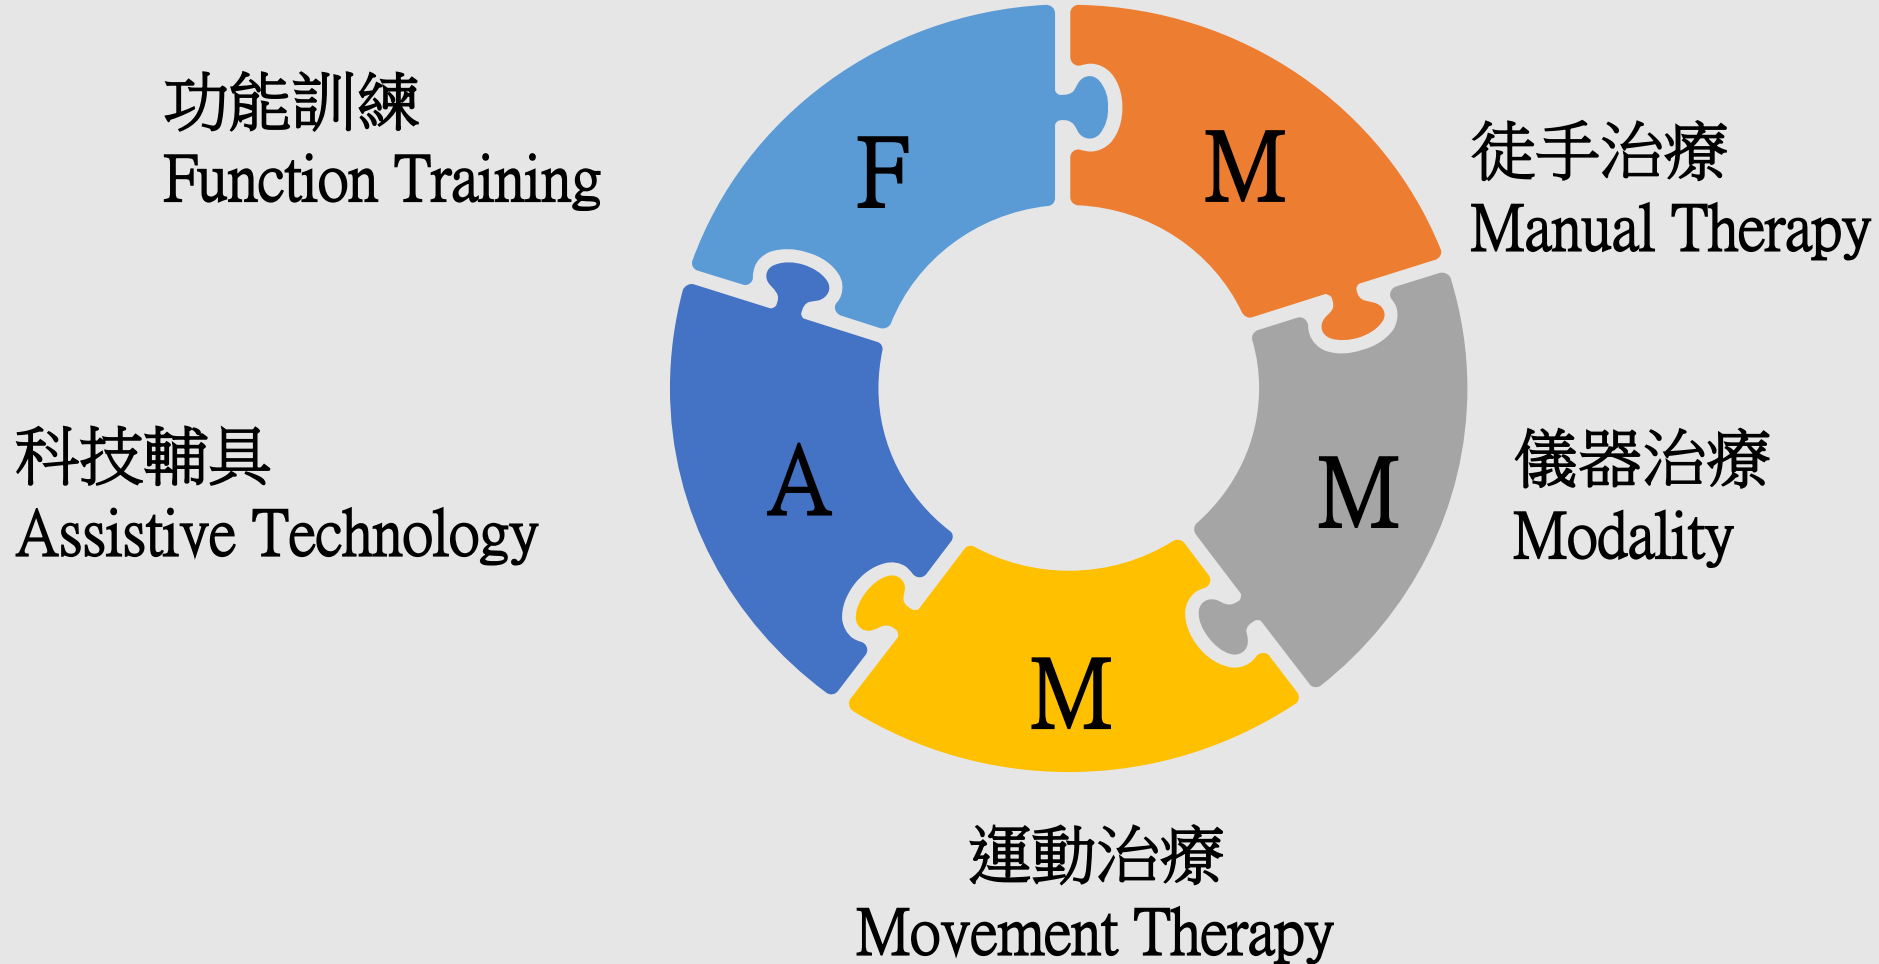 功能訓練
Function Training
F
M
徒手治療
Manual Therapy
科技輔具
Assistive Technology
A
M
儀器治療
Modality
M
運動治療
Movement Therapy